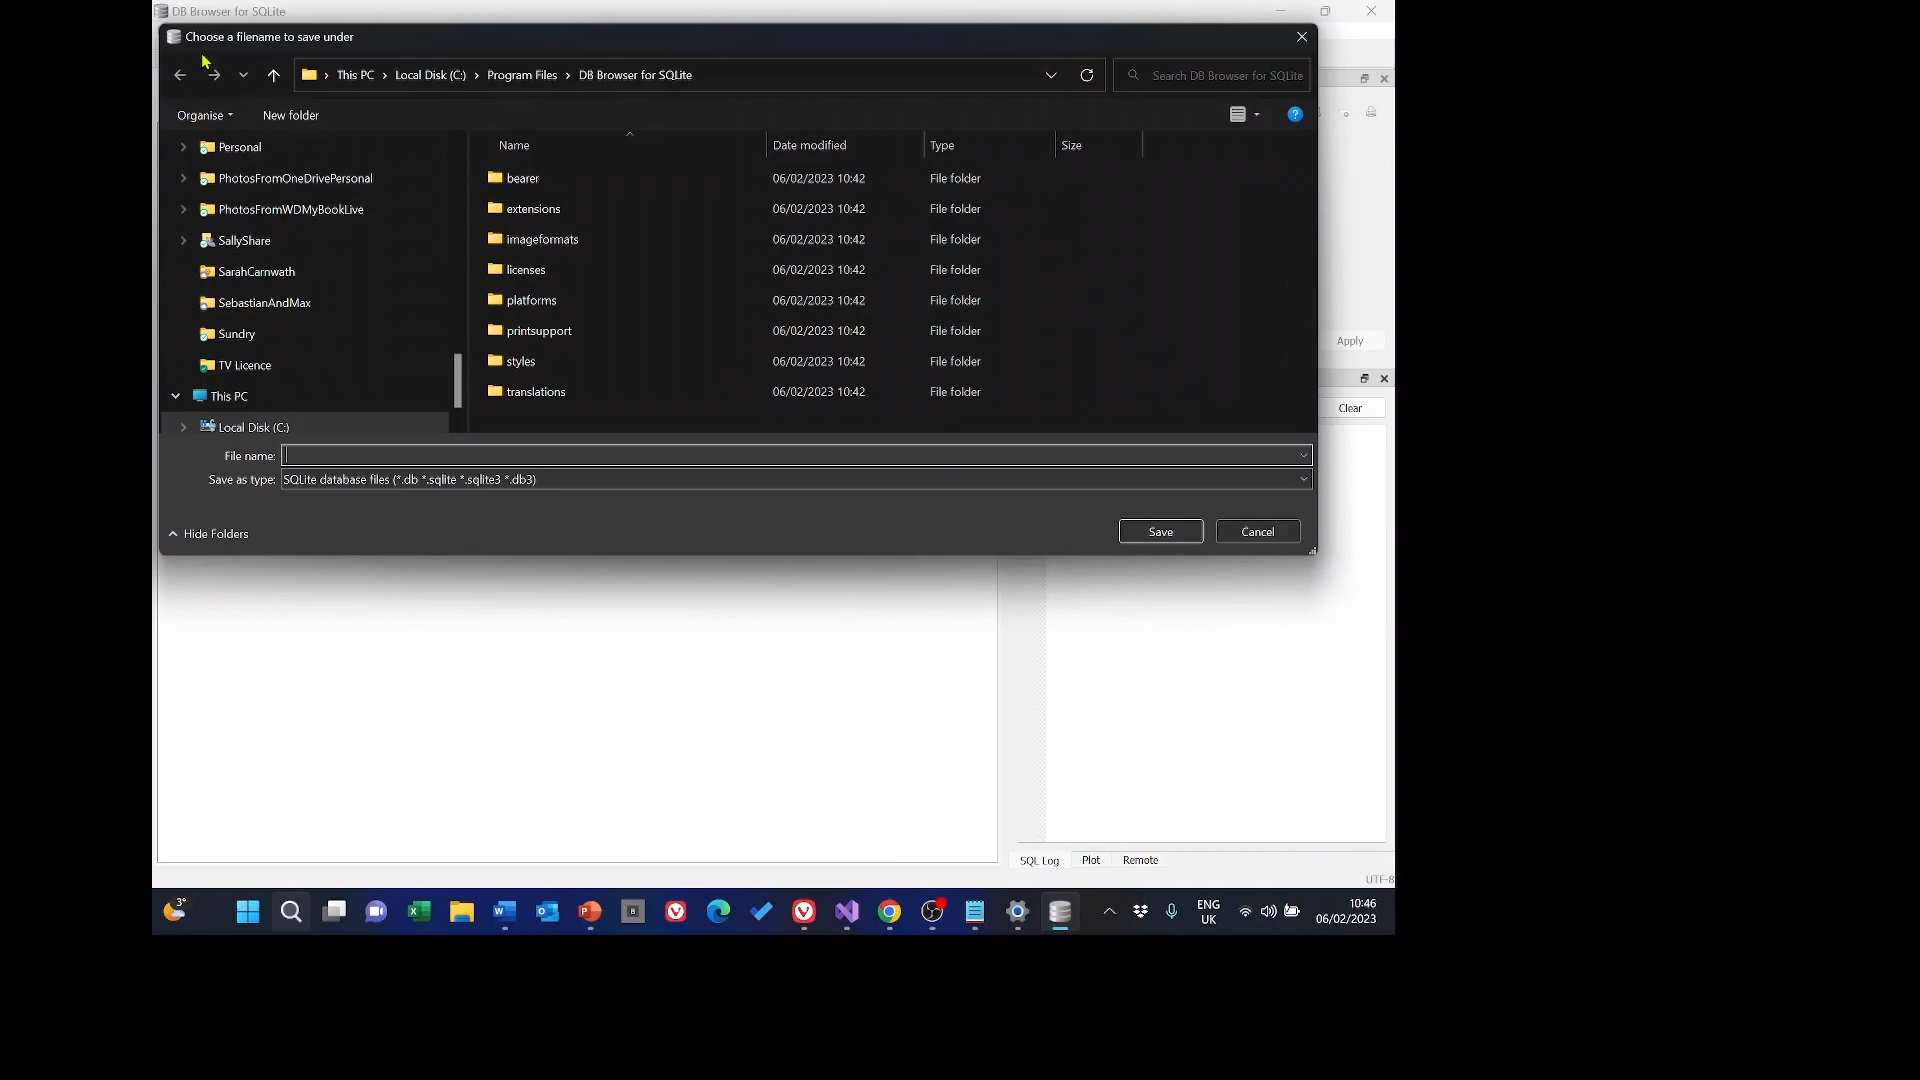 DB Browser for SQLite
Choose a filename to save under
This PC > Local Disk (C:) > Program Files > DB Browser for SQLite
Search DB Browser for SQLite
Organise
New folder
Name Date modified Type Size
Personal
PhotosFromOneDrivePersonal
PhotosFromWDMyBookLive
SallyShare
SarahCarnwath
SebastianAndMax
Sundry
TV Licence
This PC
Local Disk (C:)
bearer 06/02/2023 10:42 File folder
extensions 06/02/2023 10:42 File folder
imageformats 06/02/2023 10:42 File folder
licenses 06/02/2023 10:42 File folder
platforms 06/02/2023 10:42 File folder
printsupport 06/02/2023 10:42 File folder
styles 06/02/2023 10:42 File folder
translations 06/02/2023 10:42 File folder
File name:
Save as type: SQLite database files (*.db *.sqlite *.sqlite3 *.db3)
Hide Folders
Save
Cancel
Apply
Clear
SQL Log Plot Remote
UTF-8
3°
ENG
UK
10:46
06/02/2023